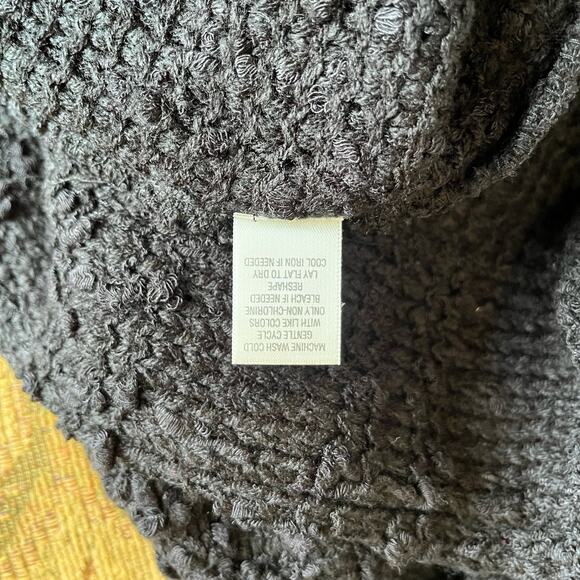 MACHINE WASH COLD
GENTLE CYCLE
WITH LIKE COLORS
ONLY NON-CHLORINE
BLEACH IF NEEDED
RESHAPE
LAY FLAT TO DRY
COOL IRON IF NEEDED